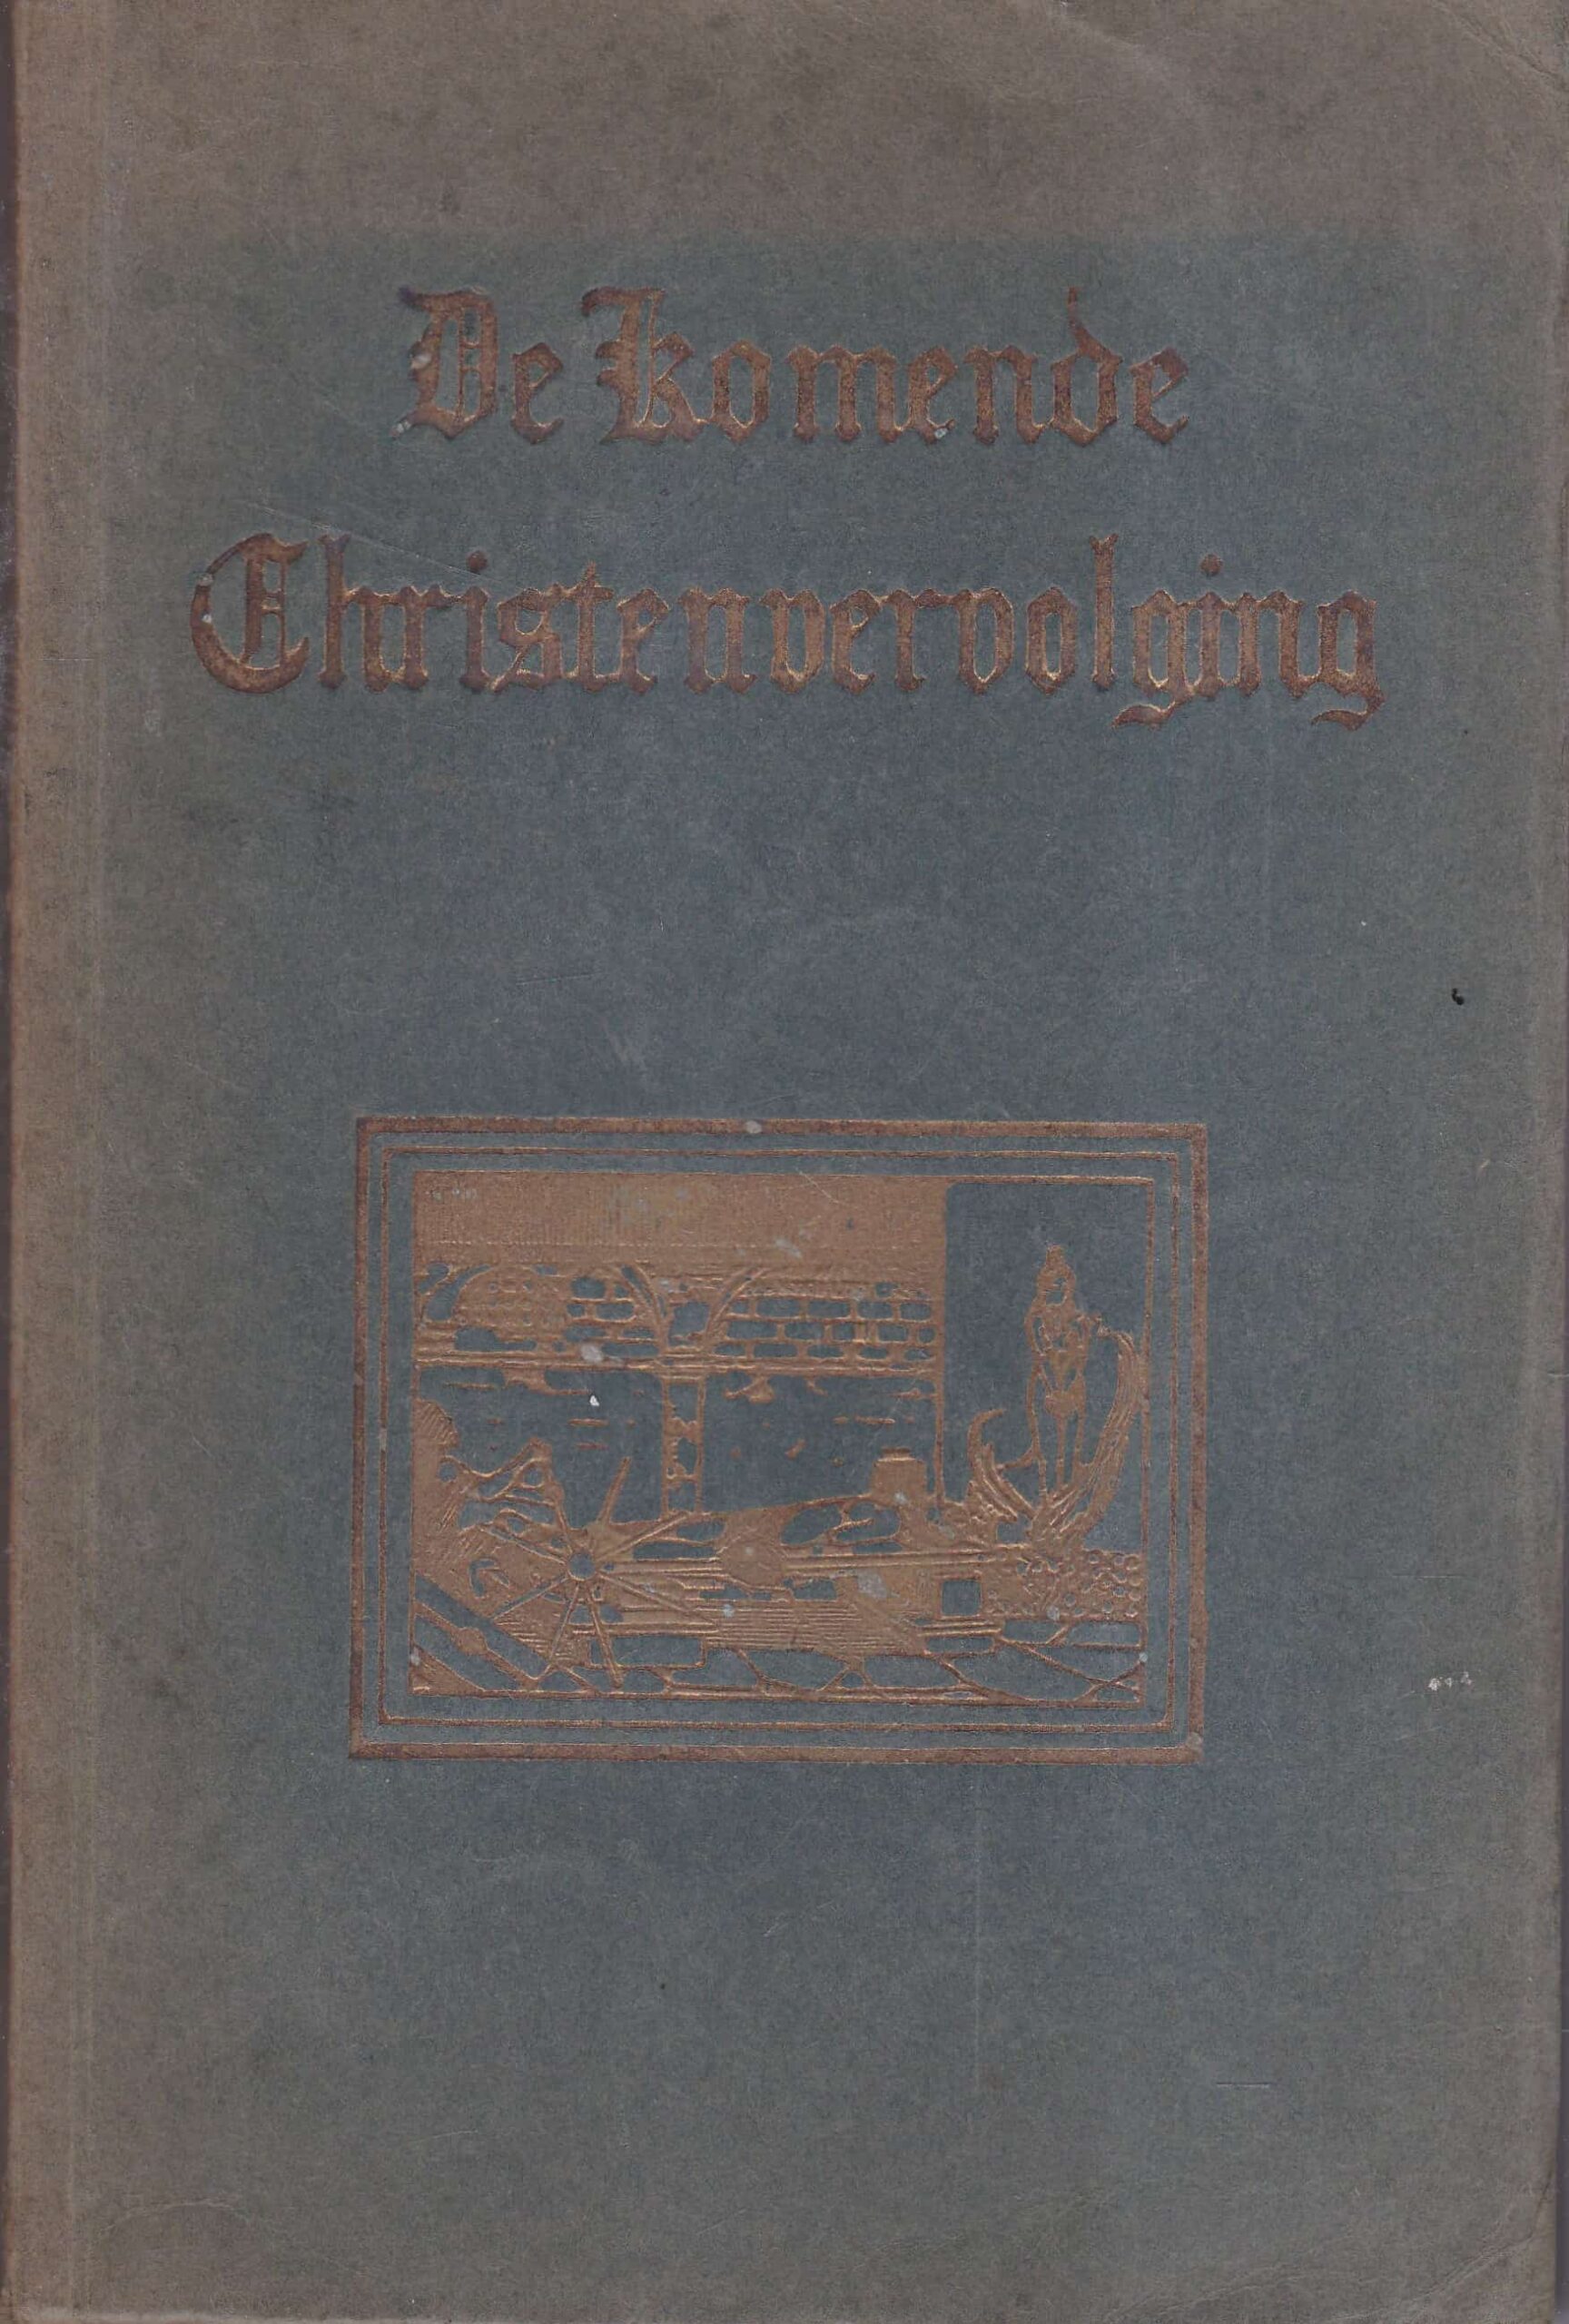 De Komende
Christenvervolging